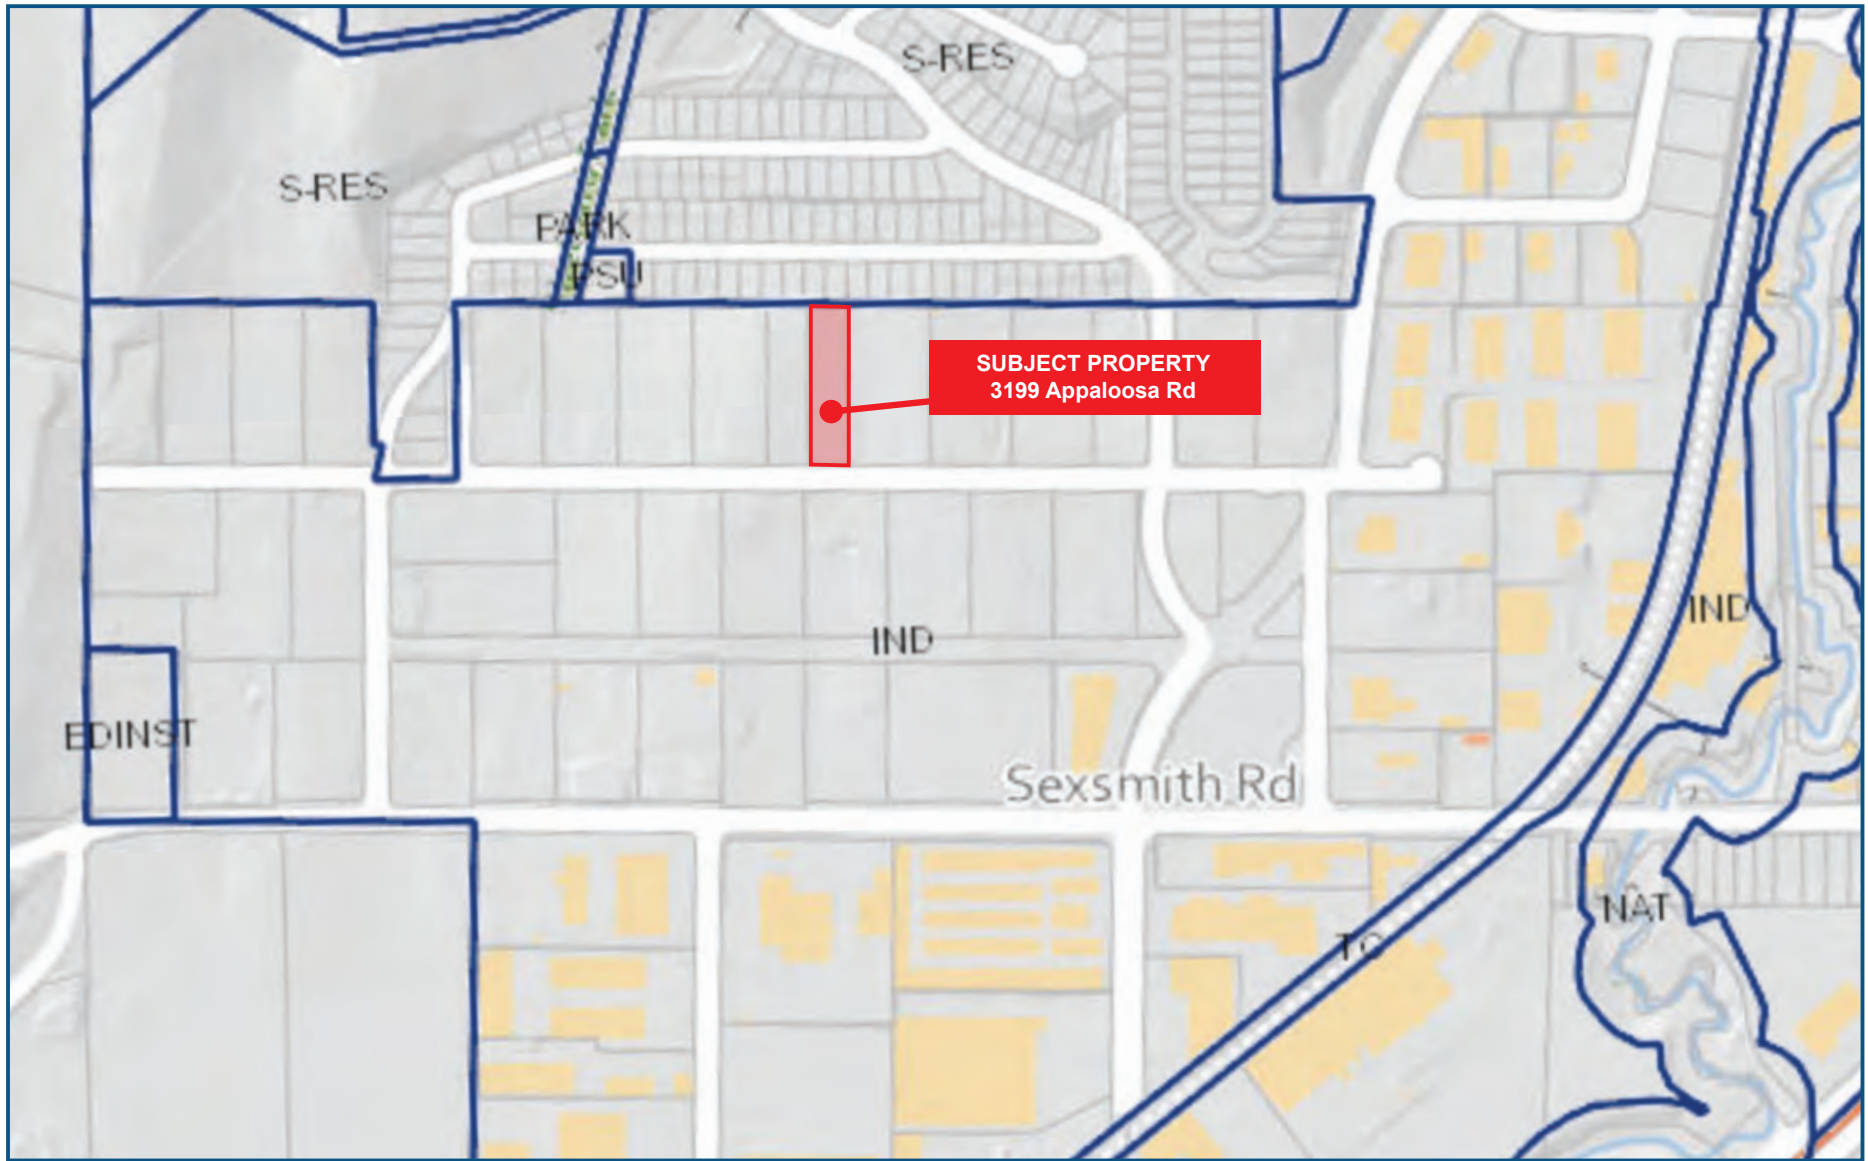 S-RES
S-RES
PARK
PSU
SUBJECT PROPERTY
3199 Appaloosa Rd
IND
IND
EDINST
Sexsmith Rd
NAT
TC